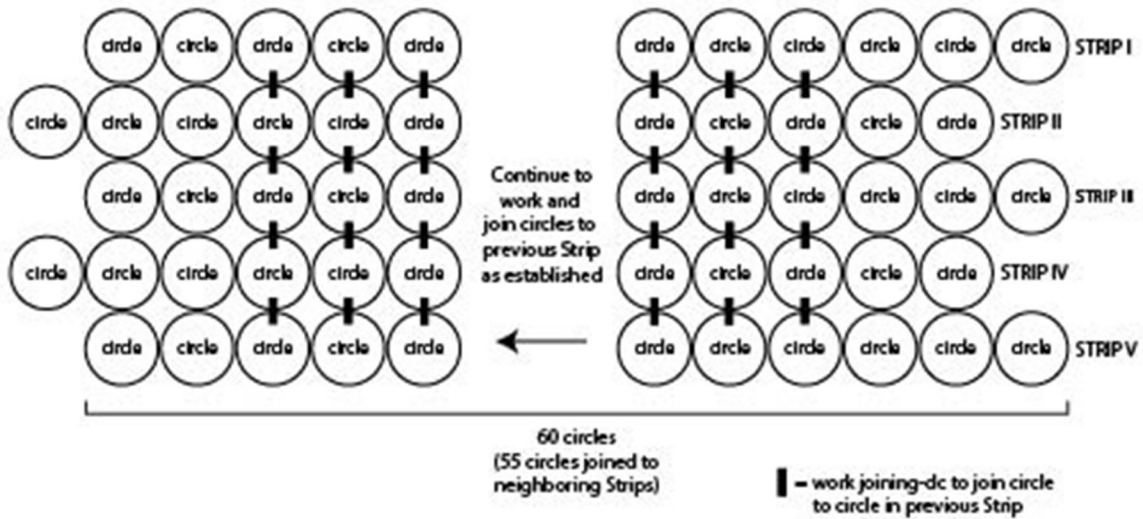 circle circle circle circle circle circle circle circle circle circle circle STRIP I
circle circle circle circle circle circle circle circle circle circle circle STRIP II
circle circle circle circle circle circle circle circle circle circle circle STRIP III
circle circle circle circle circle circle circle circle circle circle circle STRIP IV
circle circle circle circle circle circle circle circle circle circle circle STRIP V
Continue to
work and
join circles to
previous Strip
as established
60 circles
(55 circles joined to
neighboring Strips)
– work joining-dc to join circle
to circle in previous Strip